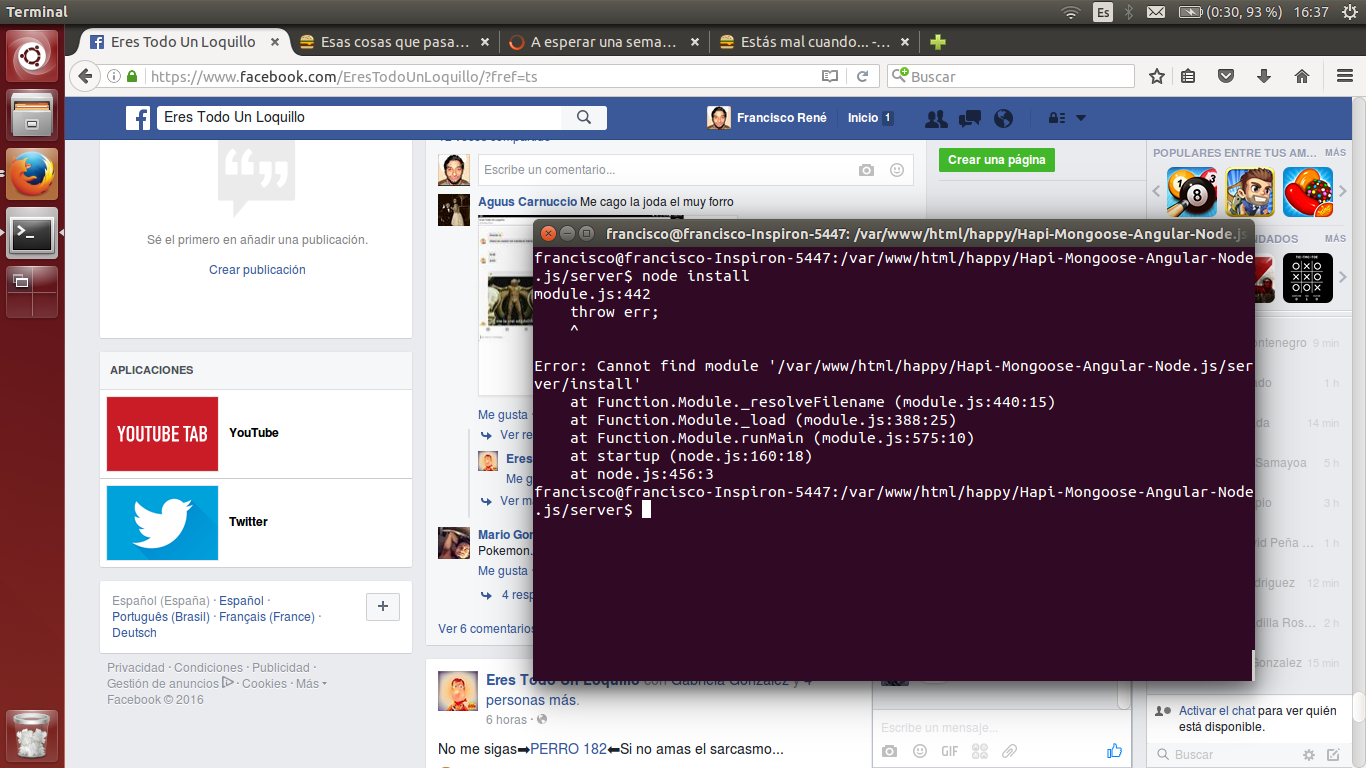 Terminal
Es
(0:30, 93 %)
16:37
Eres Todo Un Loquillo
Esas cosas que pasa…
A esperar una sema…
Estás mal cuando... -…
https://www.facebook.com/EresTodoUnLoquillo/?fref=ts
Buscar
Eres Todo Un Loquillo
Francisco René
Inicio 1
Sé el primero en añadir una publicación.
Crear publicación
APLICACIONES
YOUTUBE TAB
YouTube
Twitter
Español (España) · Español ·
Português (Brasil) · Français (France) ·
Deutsch
Privacidad · Condiciones · Publicidad ·
Gestión de anuncios · Cookies · Más
Facebook © 2016
Escribe un comentario...
Aguus Carnuccio Me cago la joda el muy forro
Me gusta
Ver re
Eres
Me g
Ver m
Mario Gor
Pokemon.
Me gusta
4 resp
Ver 6 comentarios
Eres Todo Un Loquillo con Gabriela González y 4
personas más.
6 horas ·
No me sigas➡PERRO 182⬅Si no amas el sarcasmo...
francisco@francisco-Inspiron-5447: /var/www/html/happy/Hapi-Mongoose-Angular-Node.js
francisco@francisco-Inspiron-5447:/var/www/html/happy/Hapi-Mongoose-Angular-Node
.js/server$ node install
module.js:442
throw err;
^
Error: Cannot find module '/var/www/html/happy/Hapi-Mongoose-Angular-Node.js/ser
ver/install'
at Function.Module._resolveFilename (module.js:440:15)
at Function.Module._load (module.js:388:25)
at Function.Module.runMain (module.js:575:10)
at startup (node.js:160:18)
at node.js:456:3
francisco@francisco-Inspiron-5447:/var/www/html/happy/Hapi-Mongoose-Angular-Node
.js/server$
Crear una página
POPULARES ENTRE TUS AM… MÁS
NDADOS MÁS
ontenegro 9 min
ado 1 h
da 14 min
Samayoa 5 h
pio 3 h
vid Peña … 1 h
driguez 12 min
dilla Ros… 2 h
Gonzalez 15 min
Escribe un mensaje...
GIF
Activar el chat para ver quién
está disponible.
Buscar